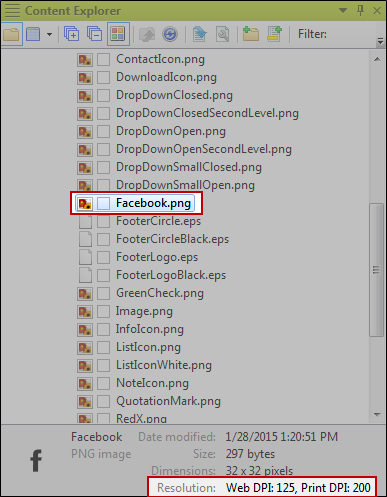 Content Explorer
Filter:
ContactIcon.png
DownloadIcon.png
DropDownClosed.png
DropDownClosedSecondLevel.png
DropDownOpen.png
DropDownOpenSecondLevel.png
DropDownSmallClosed.png
DropDownSmallOpen.png
Facebook.png
FooterCircle.eps
FooterCircleBlack.eps
FooterLogo.eps
FooterLogoBlack.eps
GreenCheck.png
Image.png
InfoIcon.png
ListIcon.png
ListIconWhite.png
NoteIcon.png
QuotationMark.png
RedX.png
Facebook Date modified: 1/28/2015 1:20:51 PM
PNG image Size: 297 bytes
Dimensions: 32 x 32 pixels
Resolution: Web DPI: 125, Print DPI: 200